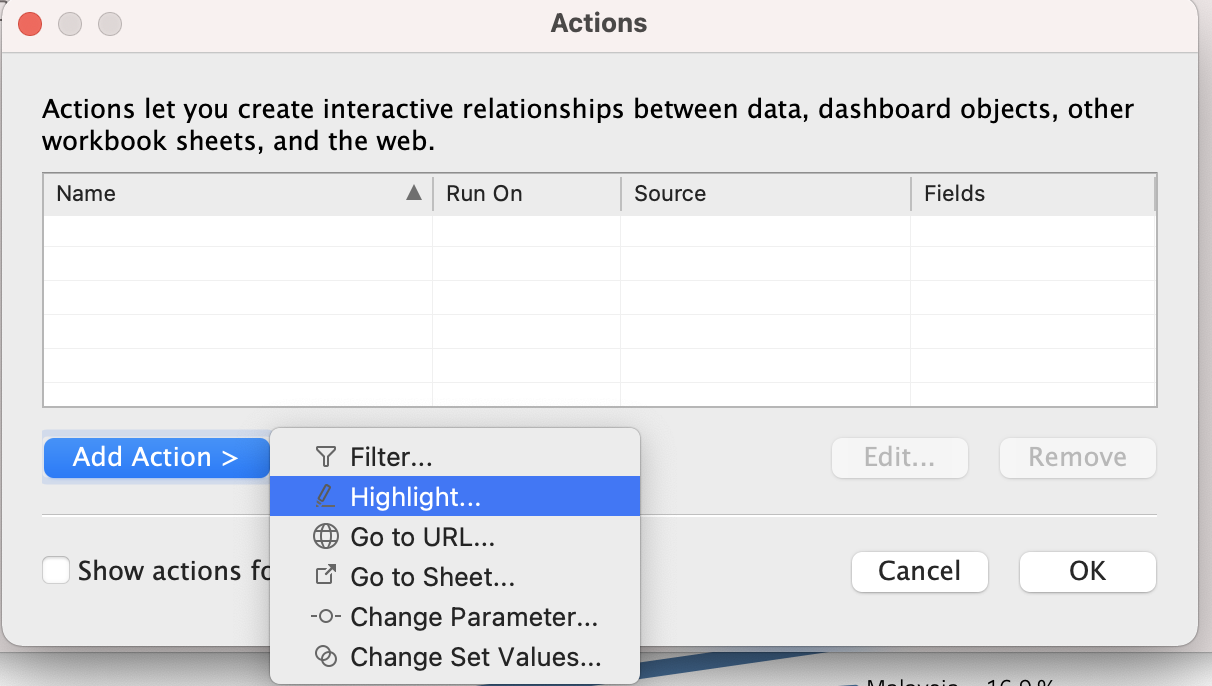 Actions
Actions let you create interactive relationships between data, dashboard objects, other
workbook sheets, and the web.
Name ▲ Run On Source Fields
Add Action >
Filter...
Highlight...
Go to URL...
Go to Sheet...
Change Parameter...
Change Set Values...
Edit...
Remove
Show actions fo
Cancel
OK
Malaysia 16.9 %